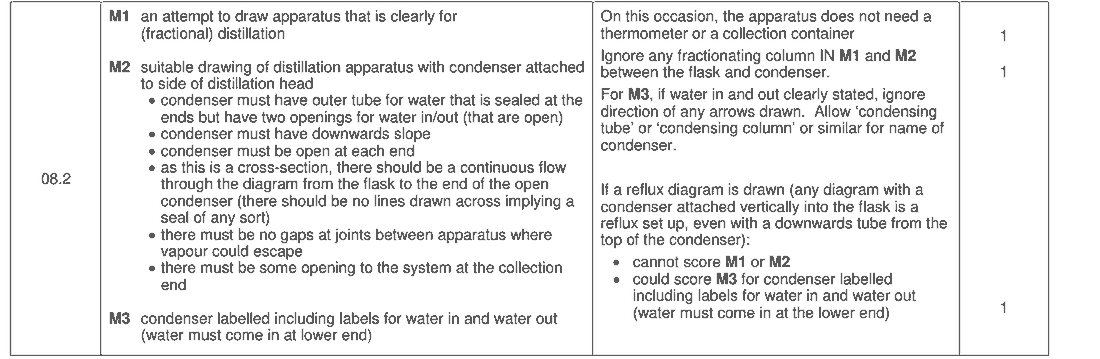 08.2
M1 an attempt to draw apparatus that is clearly for
(fractional) distillation
M2 suitable drawing of distillation apparatus with condenser attached
to side of distillation head
• condenser must have outer tube for water that is sealed at the
ends but have two openings for water in/out (that are open)
• condenser must have downwards slope
• condenser must be open at each end
• as this is a cross-section, there should be a continuous flow
through the diagram from the flask to the end of the open
condenser (there should be no lines drawn across implying a
seal of any sort)
• there must be no gaps at joints between apparatus where
vapour could escape
• there must be some opening to the system at the collection
end
M3 condenser labelled including labels for water in and water out
(water must come in at lower end)
On this occasion, the apparatus does not need a
thermometer or a collection container
Ignore any fractionating column IN M1 and M2
between the flask and condenser.
For M3, if water in and out clearly stated, ignore
direction of any arrows drawn. Allow 'condensing
tube' or 'condensing column' or similar for name of
condenser.
If a reflux diagram is drawn (any diagram with a
condenser attached vertically into the flask is a
reflux set up, even with a downwards tube from the
top of the condenser):
• cannot score M1 or M2
• could score M3 for condenser labelled
including labels for water in and water out
(water must come in at the lower end)
1
1
1